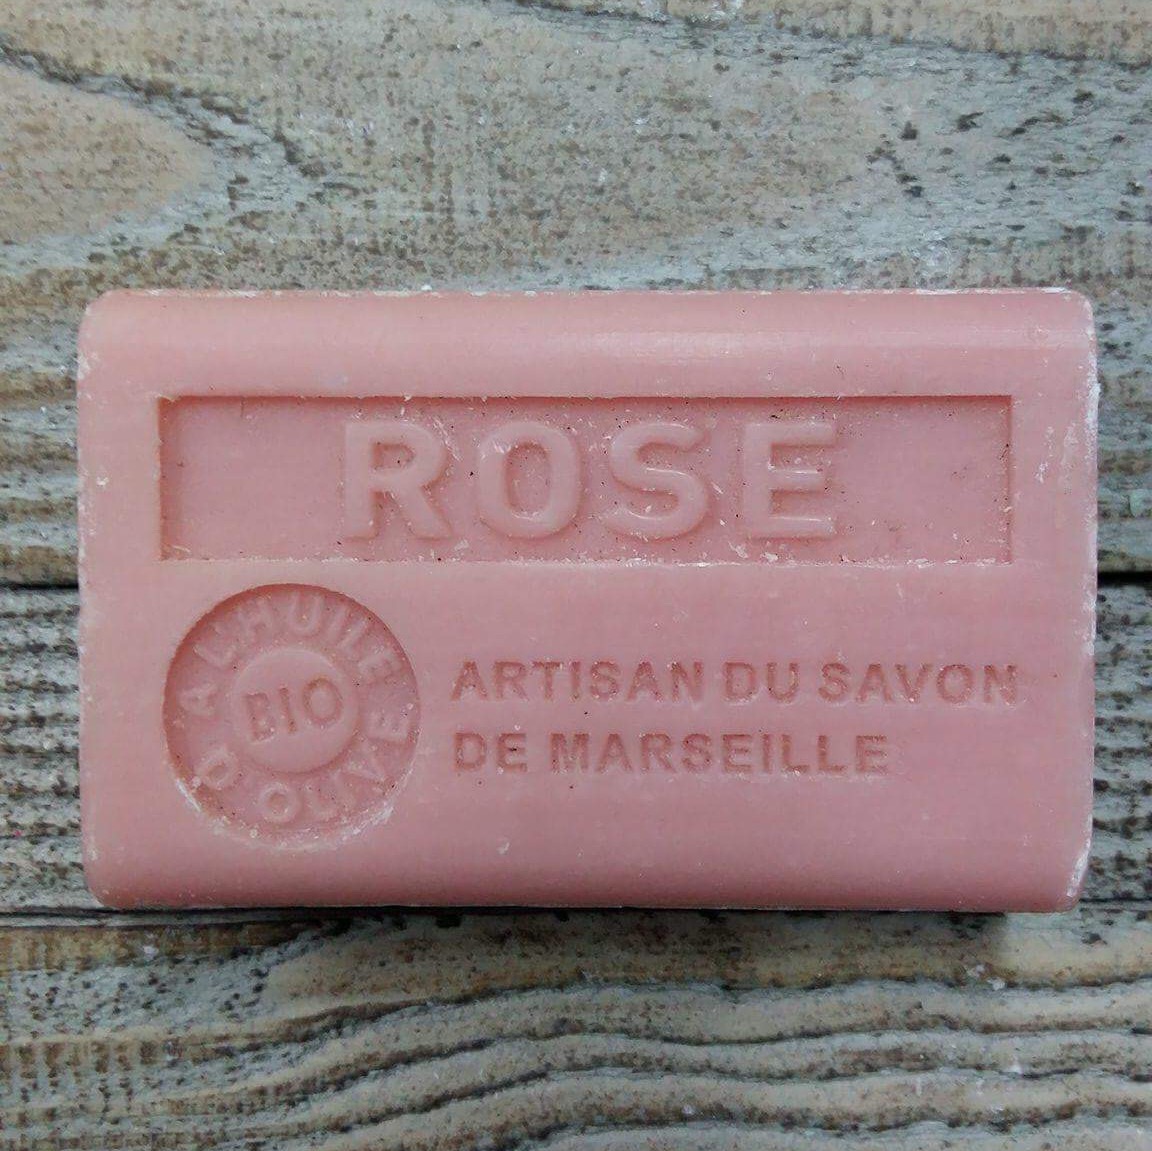 ROSE
A L'HUILE D'OLIVE
BIO
ARTISAN DU SAVON
DE MARSEILLE